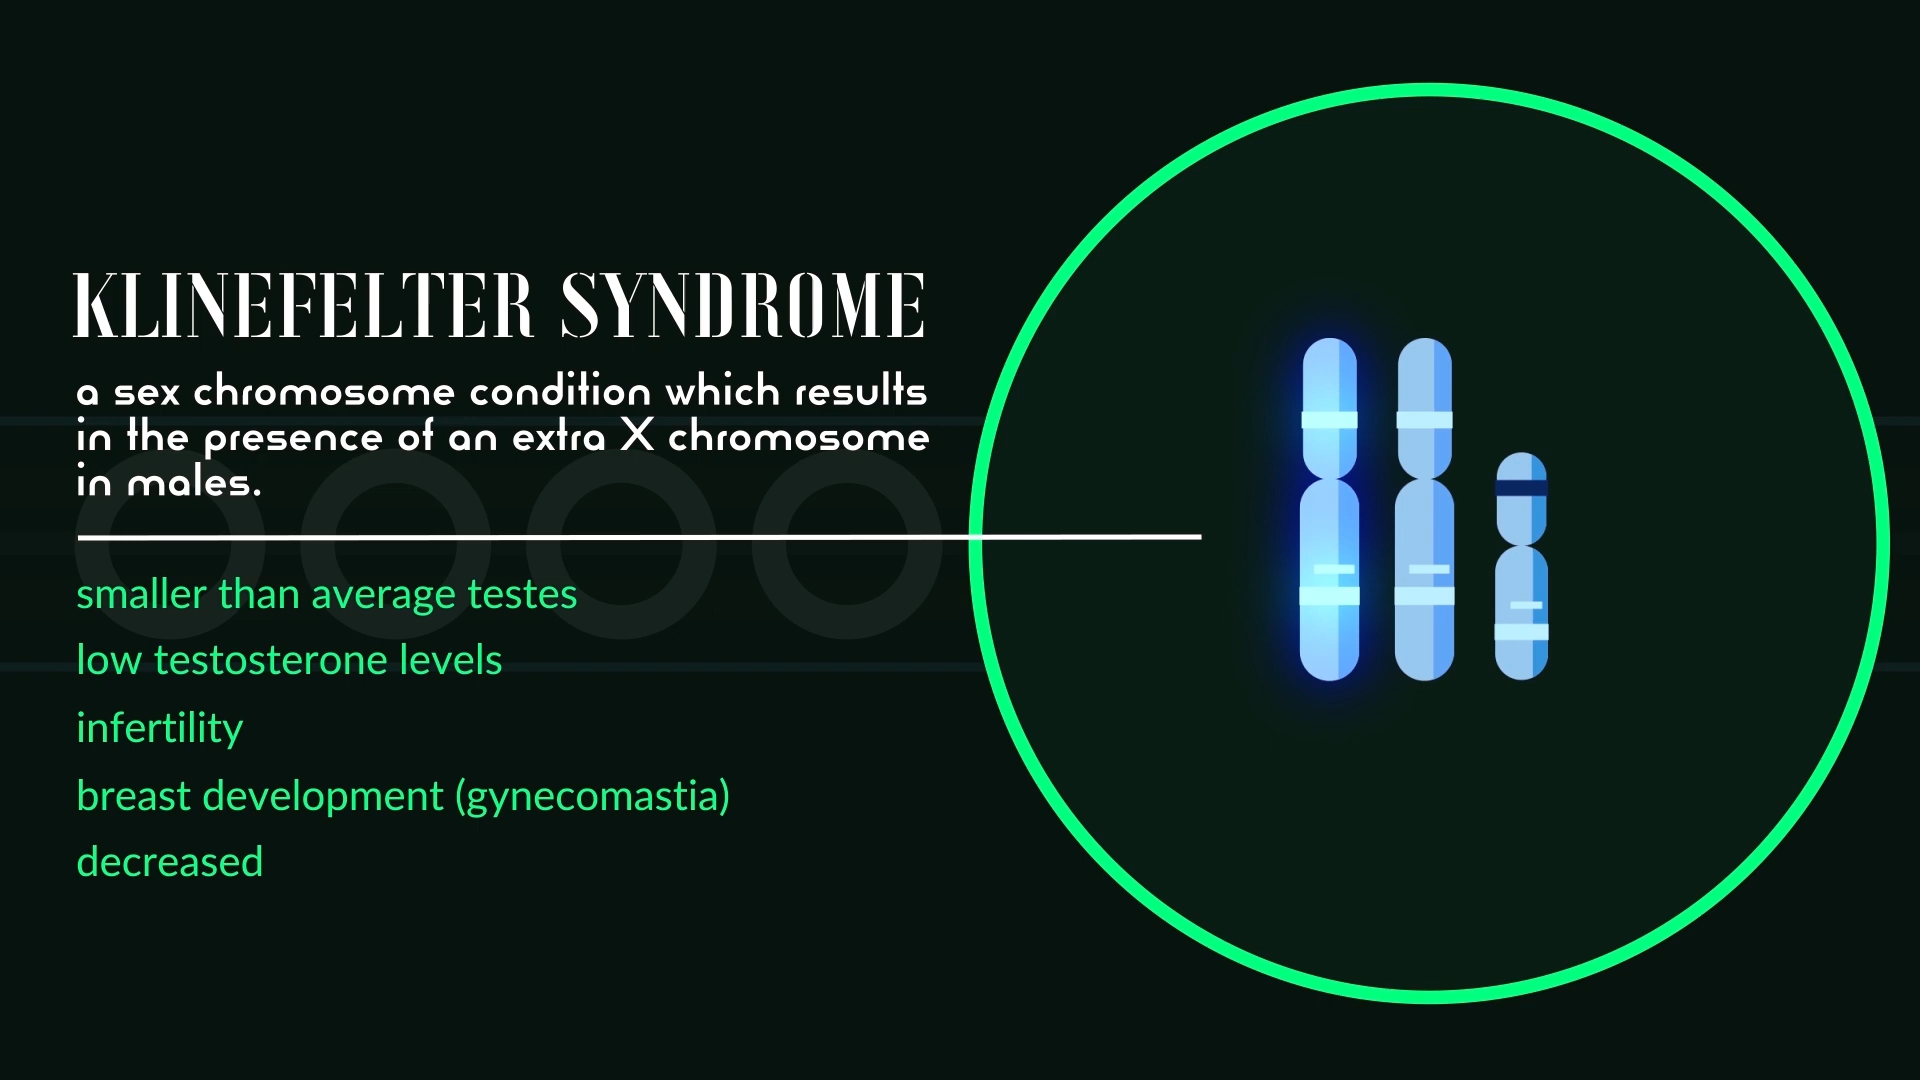 KLINEFELTER SYNDROME
a sex chromosome condition which results
in the presence of an extra X chromosome
in males.
smaller than average testes
low testosterone levels
infertility
breast development (gynecomastia)
decreased